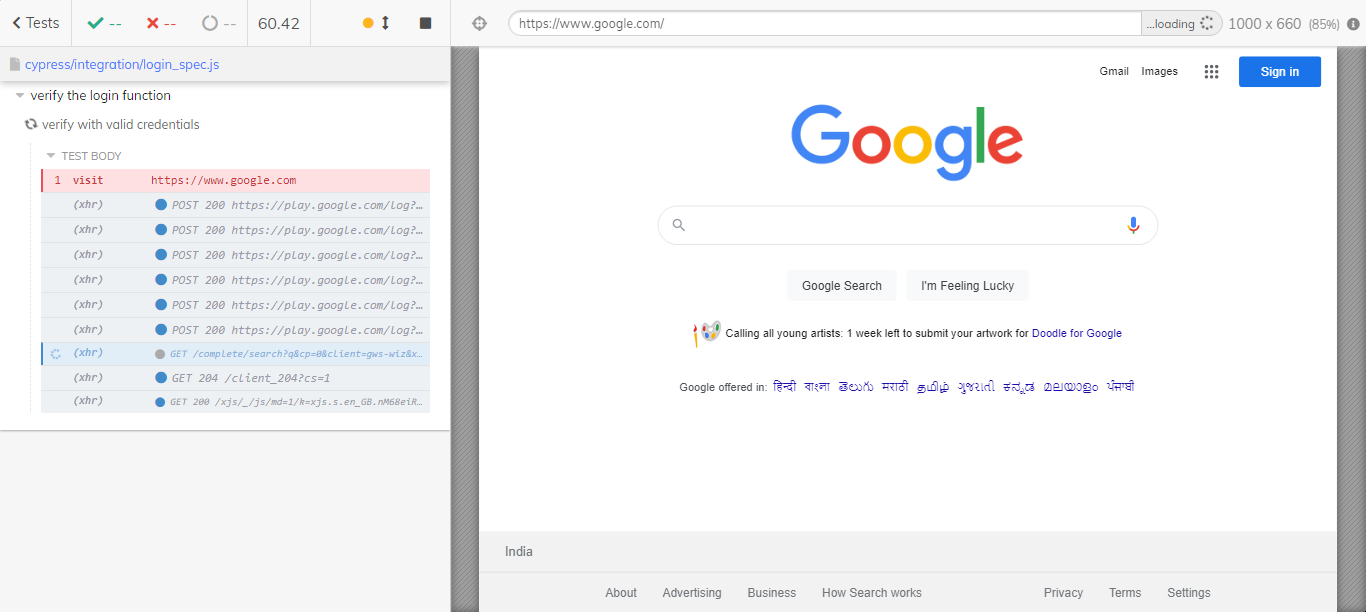 Tests -- -- -- 60.42
https://www.google.com/ ...loading 1000 x 660 (85%)
cypress/integration/login_spec.js
verify the login function
verify with valid credentials
TEST BODY
1 visit https://www.google.com
(xhr) POST 200 https://play.google.com/log?…
(xhr) POST 200 https://play.google.com/log?…
(xhr) POST 200 https://play.google.com/log?…
(xhr) POST 200 https://play.google.com/log?…
(xhr) POST 200 https://play.google.com/log?…
(xhr) POST 200 https://play.google.com/log?…
(xhr) GET /complete/search?q&cp=0&client=gws-wiz&x…
(xhr) GET 204 /client_204?cs=1
(xhr) GET 200 /xjs/_/js/md=1/k=xjs.s.en_GB.nM68eiR…
Gmail Images Sign in
Google
Google Search I'm Feeling Lucky
Calling all young artists: 1 week left to submit your artwork for Doodle for Google
Google offered in: हिन्दी বাংলা తెలుగు मराठी தமிழ் ગુજરાતી ಕನ್ನಡ മലയാളം ਪੰਜਾਬੀ
India
About Advertising Business How Search works Privacy Terms Settings